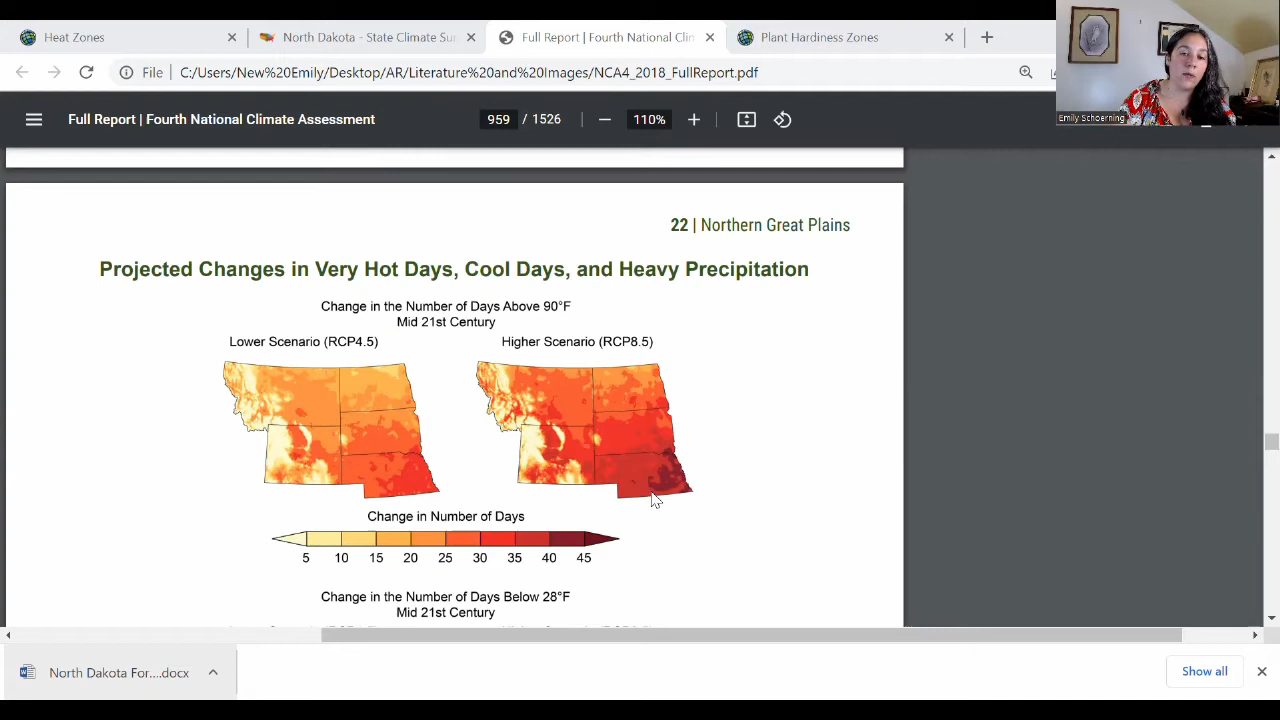 Heat Zones
North Dakota - State Climate Sun
Full Report | Fourth National Clin
Plant Hardiness Zones
File
C:/Users/New%20Emily/Desktop/AR/Literature%20and%20Images/NCA4_2018_FullReport.pdf
Emily Schoerning
Full Report | Fourth National Climate Assessment
959 / 1526
110%
22 | Northern Great Plains
Projected Changes in Very Hot Days, Cool Days, and Heavy Precipitation
Change in the Number of Days Above 90°F
Mid 21st Century
Lower Scenario (RCP4.5)
Higher Scenario (RCP8.5)
Change in Number of Days
5 10 15 20 25 30 35 40 45
Change in the Number of Days Below 28°F
Mid 21st Century
North Dakota For....docx
Show all